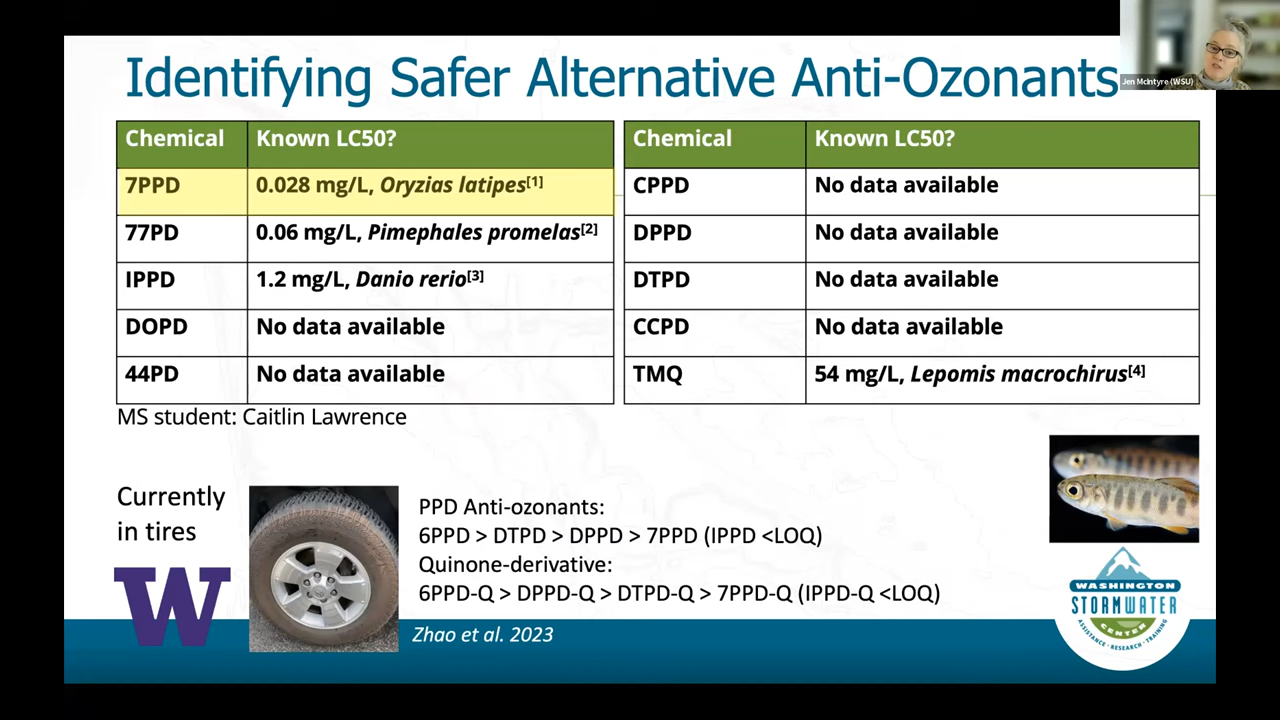 Identifying Safer Alternative Anti-Ozonants
Jen McIntyre (WSU)
Chemical Known LC50?
7PPD 0.028 mg/L, Oryzias latipes[1]
77PD 0.06 mg/L, Pimephales promelas[2]
IPPD 1.2 mg/L, Danio rerio[3]
DOPD No data available
44PD No data available
Chemical Known LC50?
CPPD No data available
DPPD No data available
DTPD No data available
CCPD No data available
TMQ 54 mg/L, Lepomis macrochirus[4]
MS student: Caitlin Lawrence
Currently
in tires
PPD Anti-ozonants:
6PPD > DTPD > DPPD > 7PPD (IPPD <LOQ)
Quinone-derivative:
6PPD-Q > DPPD-Q > DTPD-Q > 7PPD-Q (IPPD-Q <LOQ)
W
Zhao et al. 2023
WASHINGTON
STORMWATER
CENTER
ASSISTANCE • RESEARCH • TRAINING